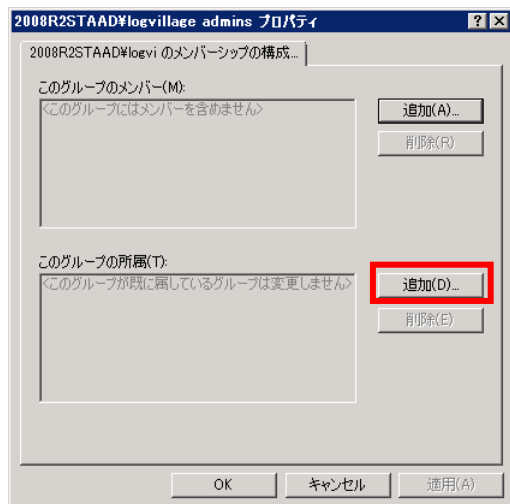 2008R2STAAD¥logvillage admins プロパティ
2008R2STAAD¥logvi のメンバーシップの構成...
このグループのメンバー(M):
<このグループにはメンバーを含めません>
追加(A)...
削除(R)
このグループの所属(T):
<このグループが既に属しているグループは変更しません>
追加(D)...
削除(E)
OK
キャンセル
適用(A)